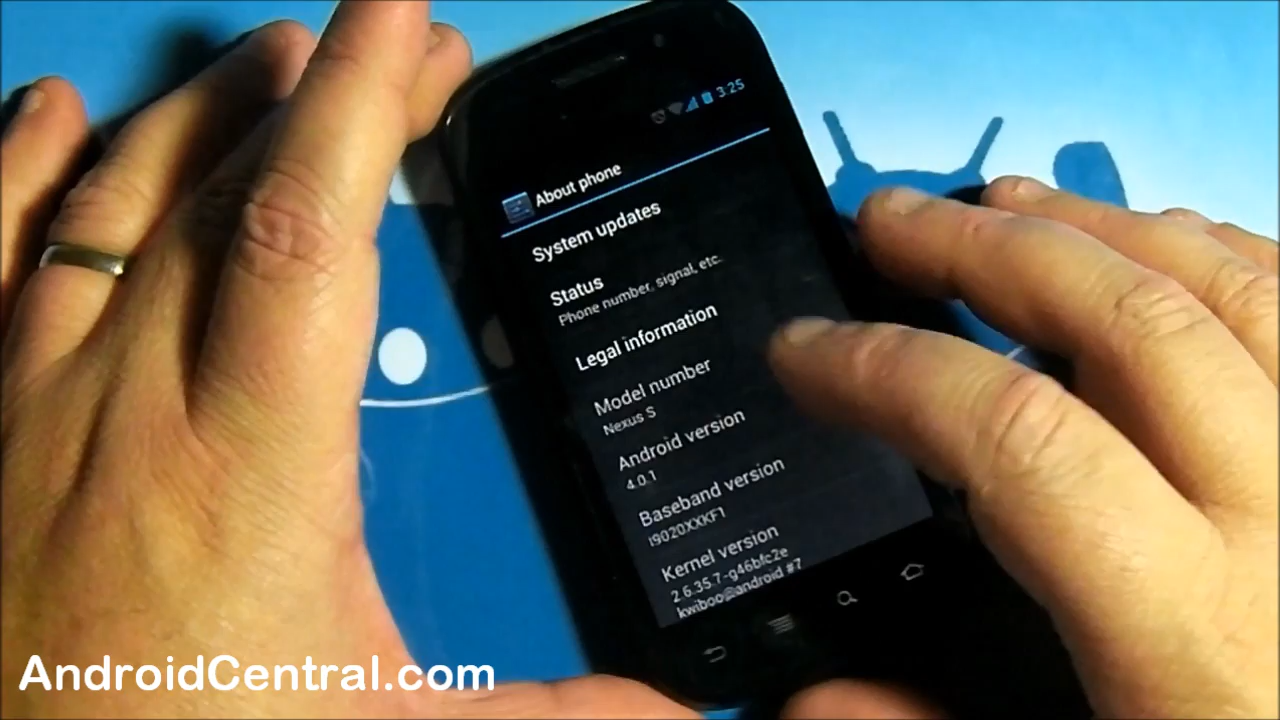 3:25
About phone
System updates
Status
Phone number, signal, etc.
Legal information
Model number
Nexus S
Android version
4.0.1
Baseband version
I9020XXKF1
Kernel version
2.6.35.7-g46bfc2e
kwiboo@android #7
AndroidCentral.com